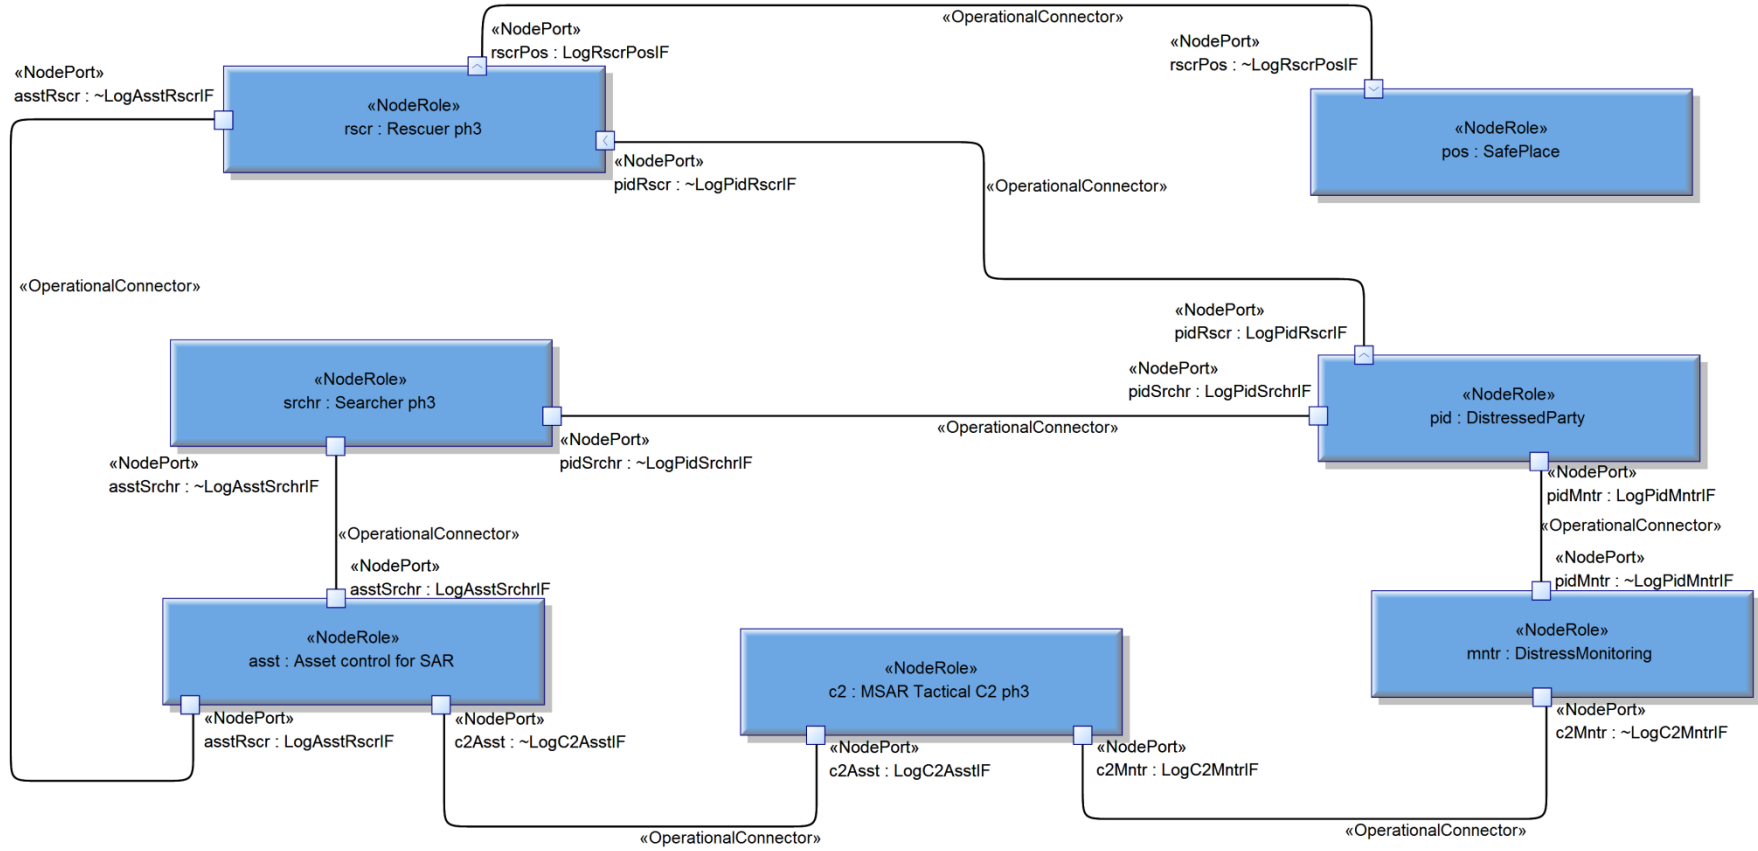 «OperationalConnector»
«NodePort»
rscrPos : LogRscrPosIF
«NodePort»
rscrPos : ~LogRscrPosIF
«NodePort»
asstRscr : ~LogAsstRscrIF
«NodeRole»
rscr : Rescuer ph3
«NodeRole»
pos : SafePlace
«NodePort»
pidRscr : ~LogPidRscrIF
«OperationalConnector»
«OperationalConnector»
«NodePort»
pidRscr : LogPidRscrIF
«NodePort»
pidSrchr : LogPidSrchrIF
«NodeRole»
srchr : Searcher ph3
«NodeRole»
pid : DistressedParty
«OperationalConnector»
«NodePort»
pidSrchr : ~LogPidSrchrIF
«NodePort»
asstSrchr : ~LogAsstSrchrIF
«NodePort»
pidMntr : LogPidMntrIF
«OperationalConnector»
«OperationalConnector»
«NodePort»
asstSrchr : LogAsstSrchrIF
«NodePort»
pidMntr : ~LogPidMntrIF
«NodeRole»
asst : Asset control for SAR
«NodeRole»
c2 : MSAR Tactical C2 ph3
«NodeRole»
mntr : DistressMonitoring
«NodePort»
asstRscr : LogAsstRscrIF
«NodePort»
c2Asst : ~LogC2AsstIF
«NodePort»
c2Asst : LogC2AsstIF
«NodePort»
c2Mntr : LogC2MntrIF
«NodePort»
c2Mntr : ~LogC2MntrIF
«OperationalConnector»
«OperationalConnector»